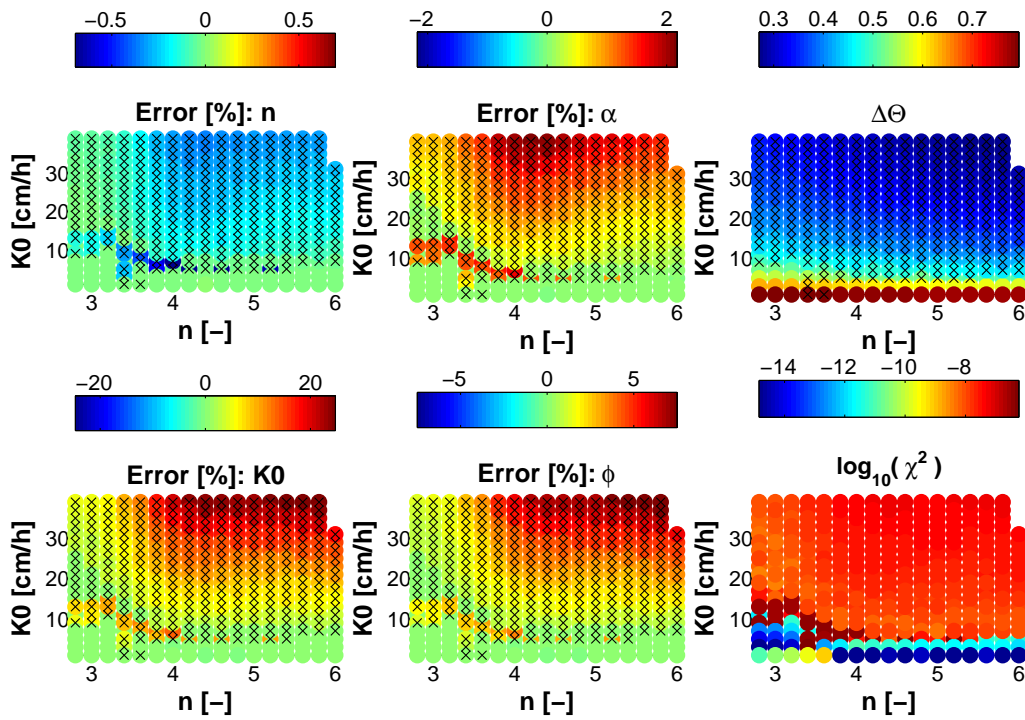 −0.5 0 0.5
Error [%]: n
K0 [cm/h]
30
20
10
3 4 5 6
n [−]
−2 0 2
Error [%]: α
K0 [cm/h]
30
20
10
3 4 5 6
n [−]
0.3 0.4 0.5 0.6 0.7
ΔΘ
K0 [cm/h]
30
20
10
3 4 5 6
n [−]
−20 0 20
Error [%]: K0
K0 [cm/h]
30
20
10
3 4 5 6
n [−]
−5 0 5
Error [%]: ϕ
K0 [cm/h]
30
20
10
3 4 5 6
n [−]
−14 −12 −10 −8
log₁₀( χ² )
K0 [cm/h]
30
20
10
3 4 5 6
n [−]